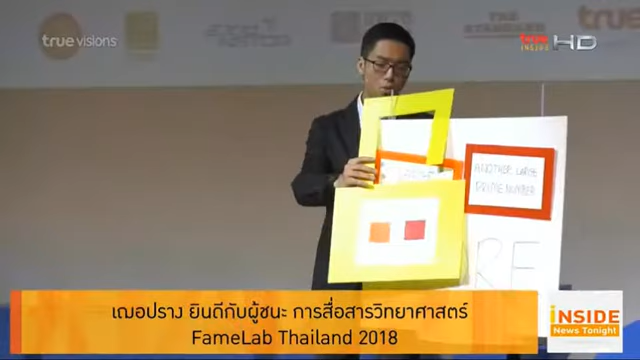 true visions
THE STANDARD
true
true
INSIDE HD
ANOTHER LARGE
PRIME NUMBER
RE
เฌอปราง ยินดีกับผู้ชนะ การสื่อสารวิทยาศาสตร์
FameLab Thailand 2018
iNSIDE
News Tonight